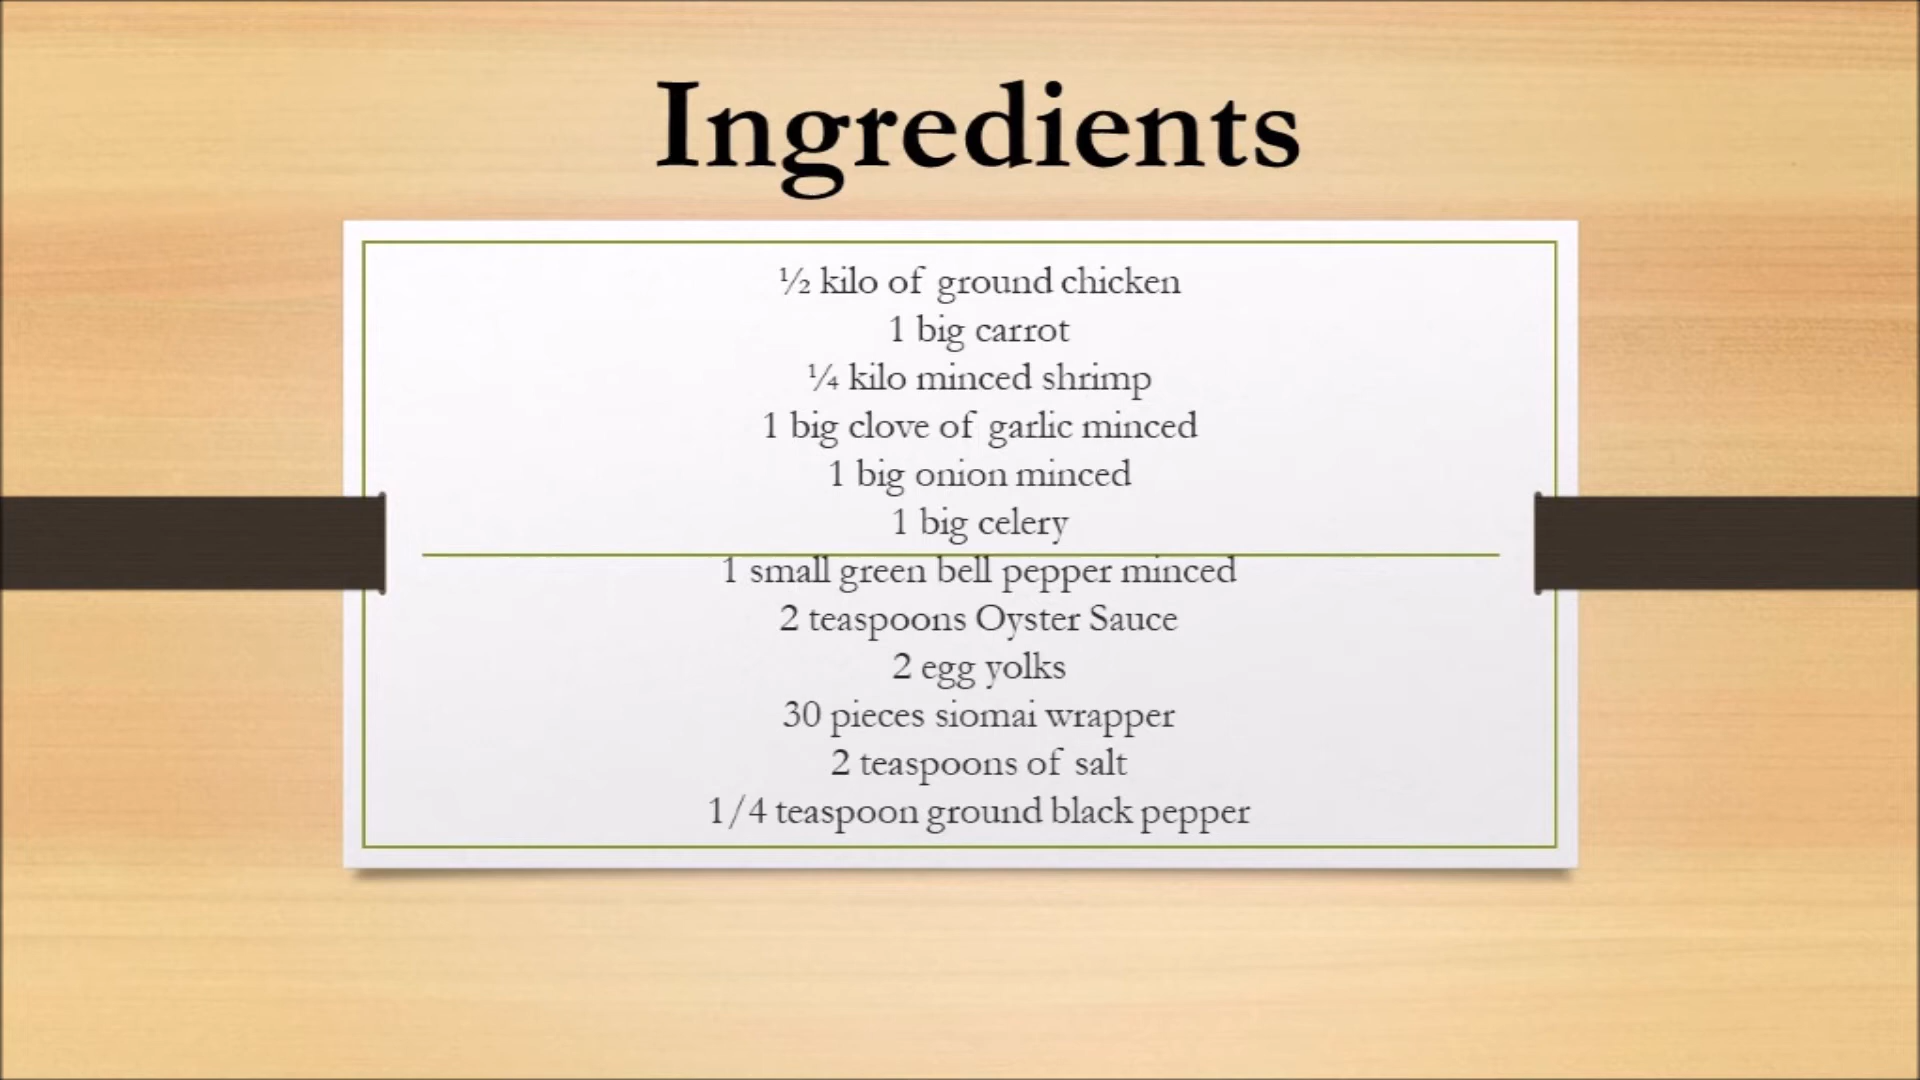 Ingredients
½ kilo of ground chicken
1 big carrot
¼ kilo minced shrimp
1 big clove of garlic minced
1 big onion minced
1 big celery
1 small green bell pepper minced
2 teaspoons Oyster Sauce
2 egg yolks
30 pieces siomai wrapper
2 teaspoons of salt
1/4 teaspoon ground black pepper